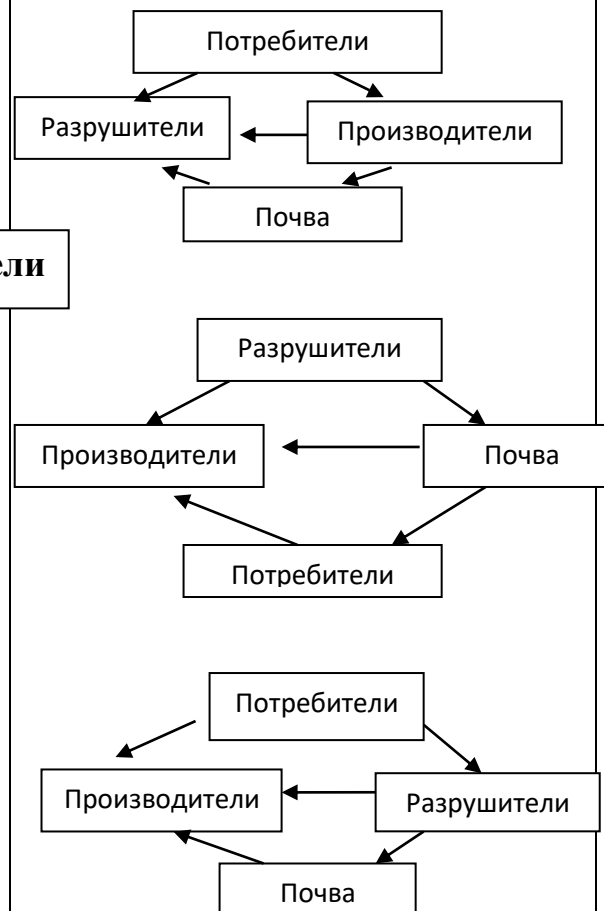 Потребители
Разрушители
Производители
Почва
ели
Разрушители
Производители
Почва
Потребители
Потребители
Производители
Разрушители
Почва